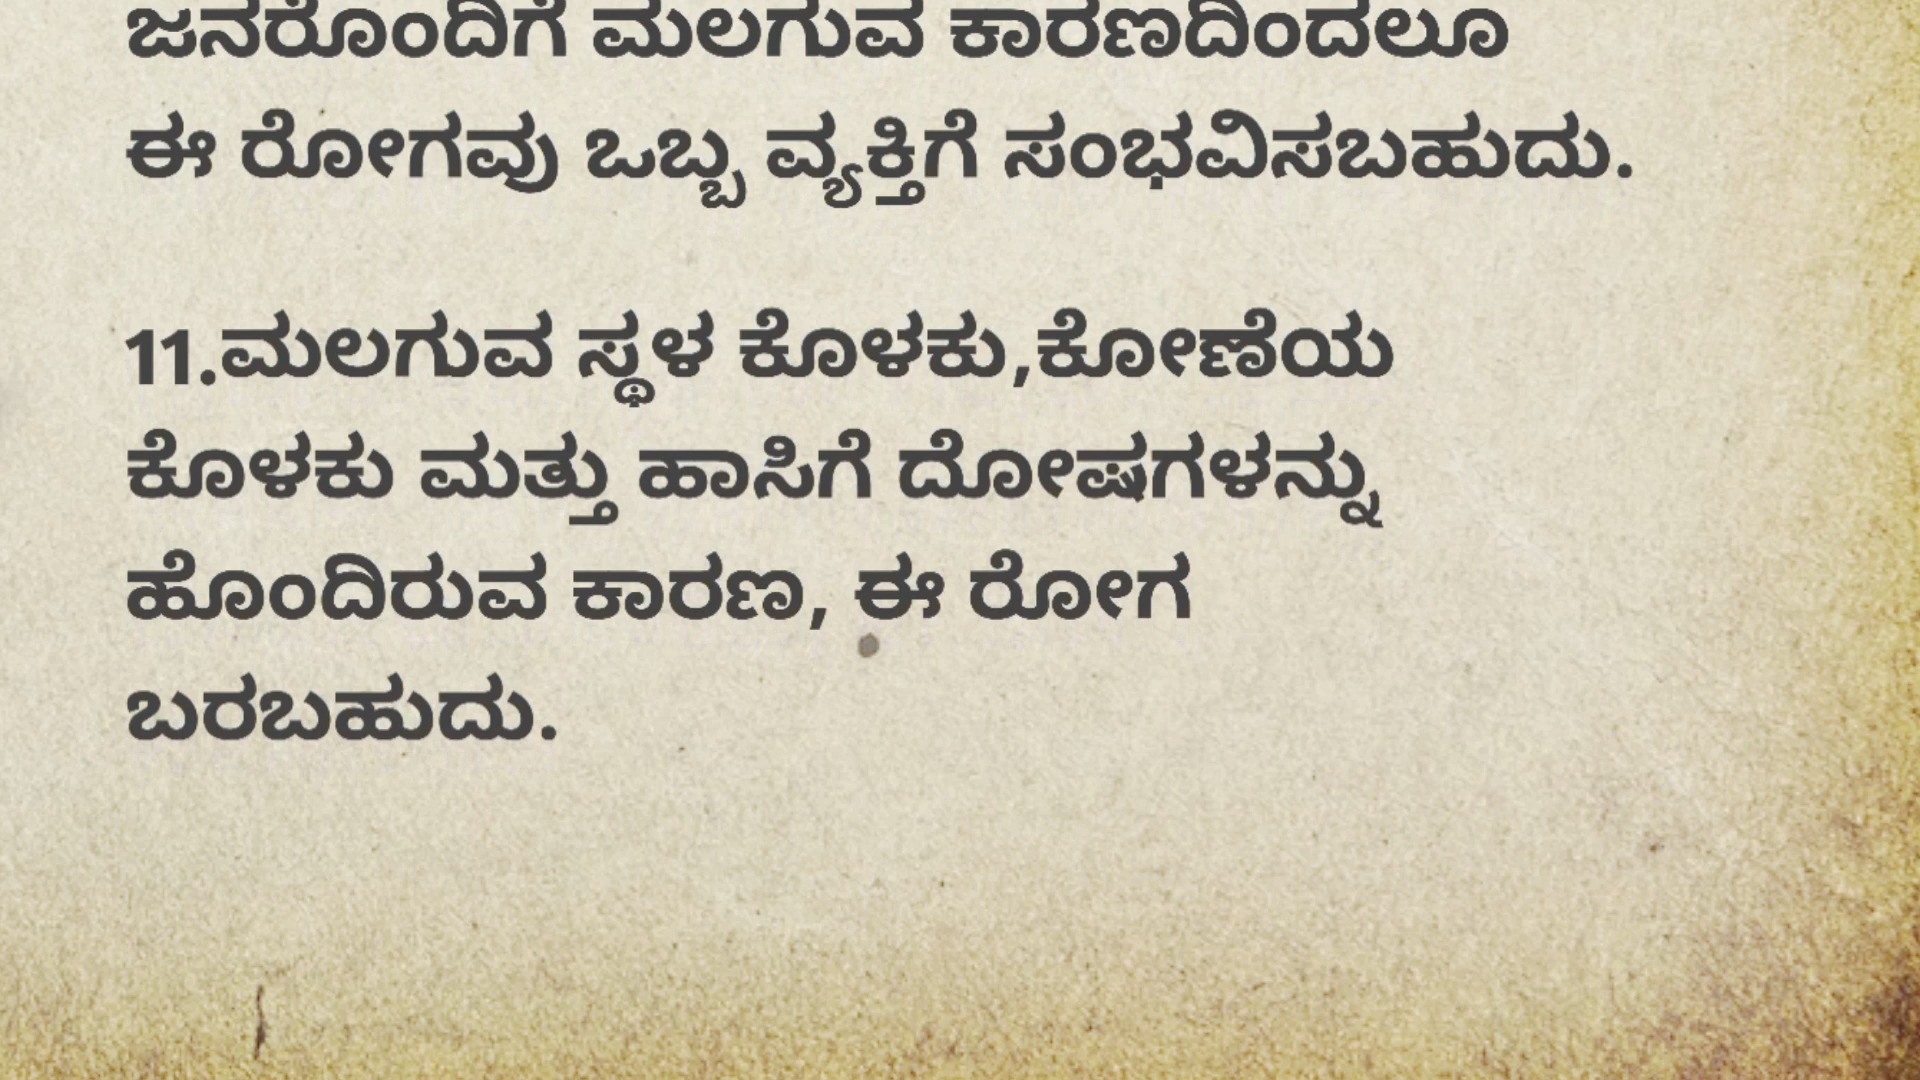 ಜನರೊಂದಿಗೆ ಮಲಗುವ ಕಾರಣದಿಂದಲೂ
ಈ ರೋಗವು ಒಬ್ಬ ವ್ಯಕ್ತಿಗೆ ಸಂಭವಿಸಬಹುದು.
11.ಮಲಗುವ ಸ್ಥಳ ಕೊಳಕು,ಕೋಣೆಯ
ಕೊಳಕು ಮತ್ತು ಹಾಸಿಗೆ ದೋಷಗಳನ್ನು
ಹೊಂದಿರುವ ಕಾರಣ, ಈ ರೋಗ
ಬರಬಹುದು.